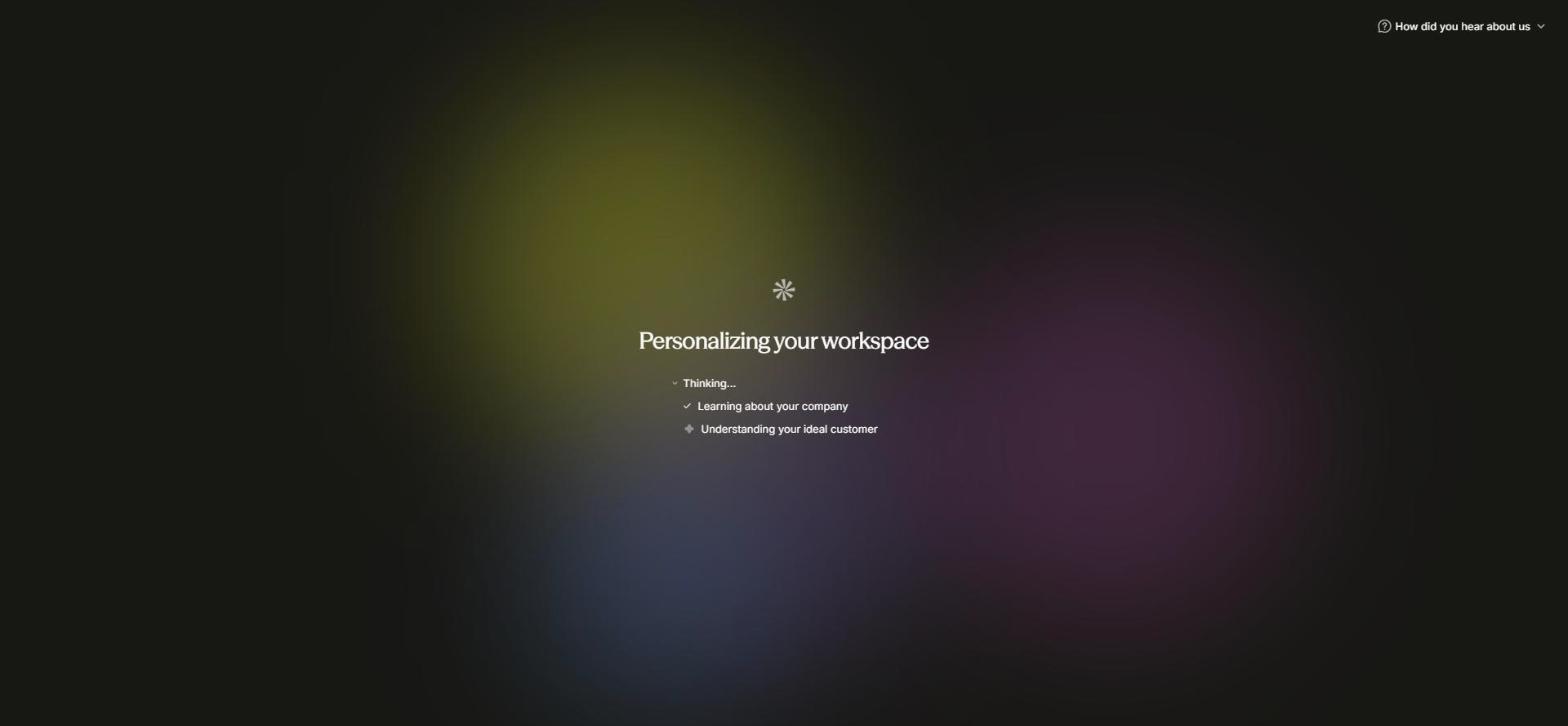 How did you hear about us
Personalizing your workspace
Thinking...
Learning about your company
Understanding your ideal customer